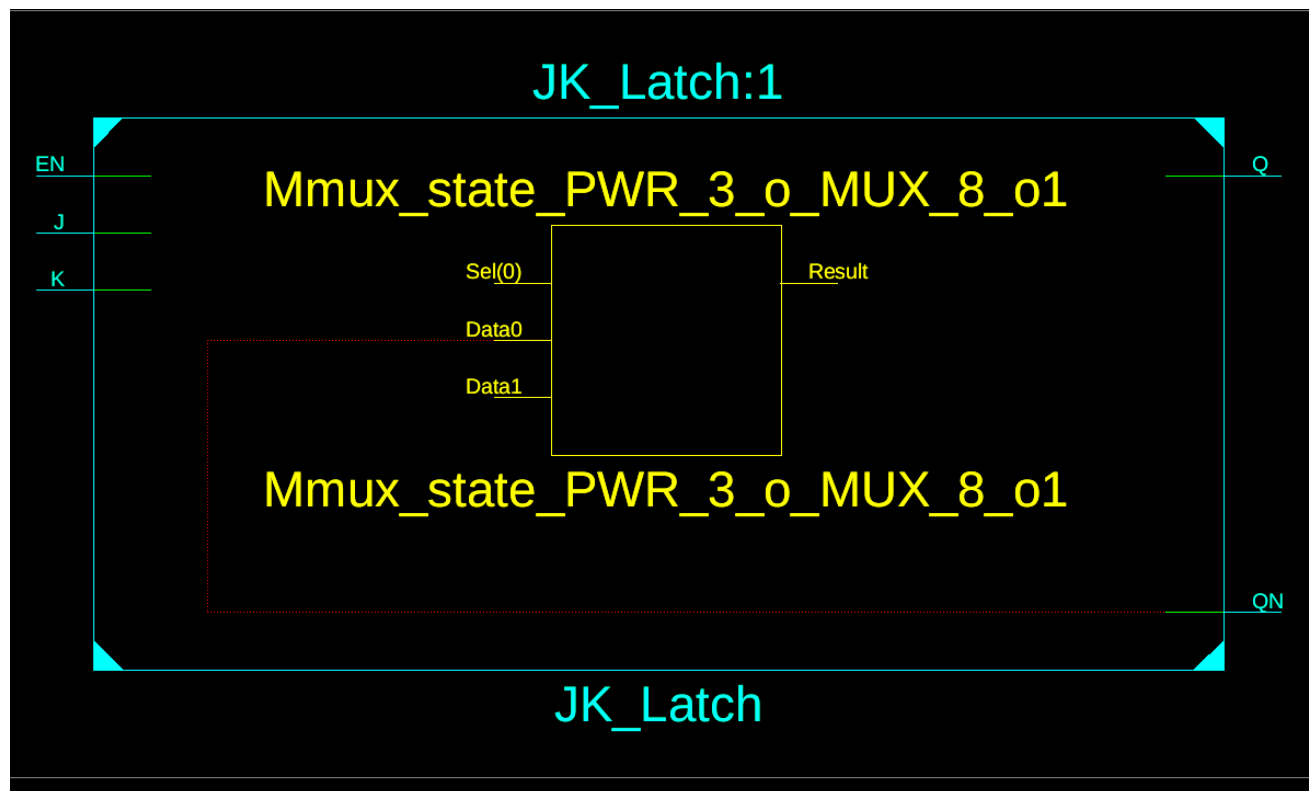 JK_Latch:1
EN
Q
Mmux_state_PWR_3_o_MUX_8_o1
J
K
Sel(0)
Result
Data0
Data1
Mmux_state_PWR_3_o_MUX_8_o1
QN
JK_Latch